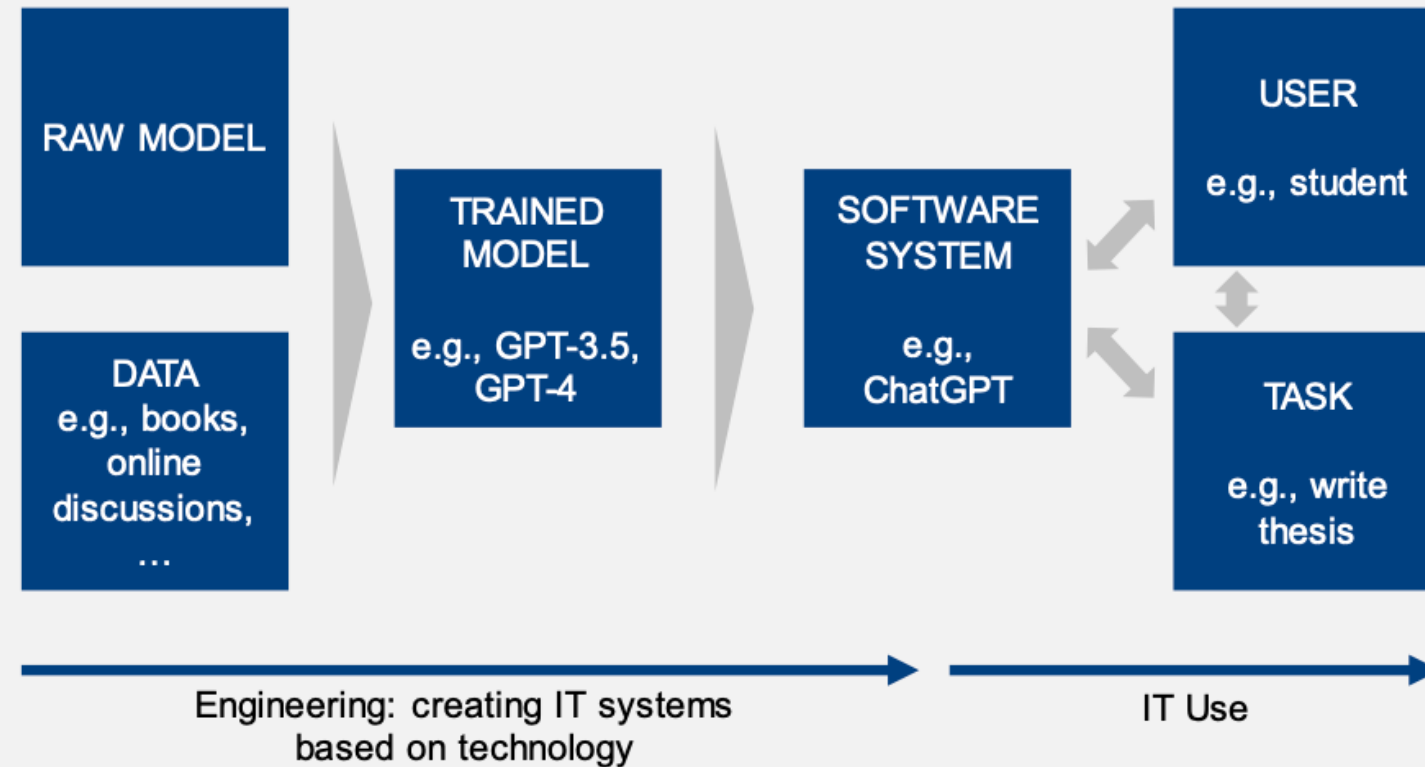 RAW MODEL
DATA
e.g., books,
online
discussions,
…
TRAINED
MODEL
e.g., GPT-3.5,
GPT-4
SOFTWARE
SYSTEM
e.g.,
ChatGPT
USER
e.g., student
TASK
e.g., write
thesis
Engineering: creating IT systems
based on technology
IT Use